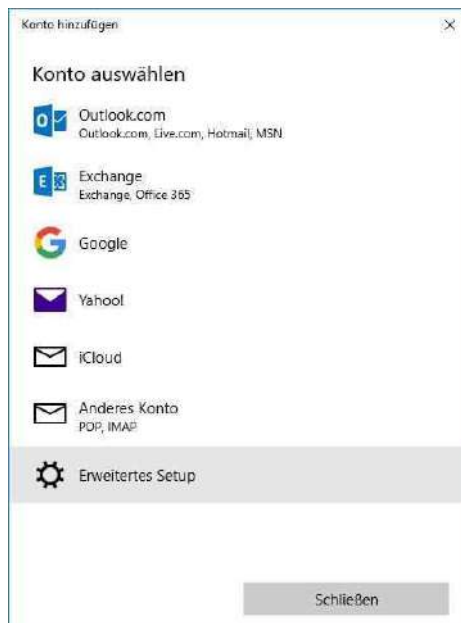 Konto hinzufügen
Konto auswählen
Outlook.com
Outlook.com, Live.com, Hotmail, MSN
Exchange
Exchange, Office 365
Google
Yahoo!
iCloud
Anderes Konto
POP, IMAP
Erweitertes Setup
Schließen